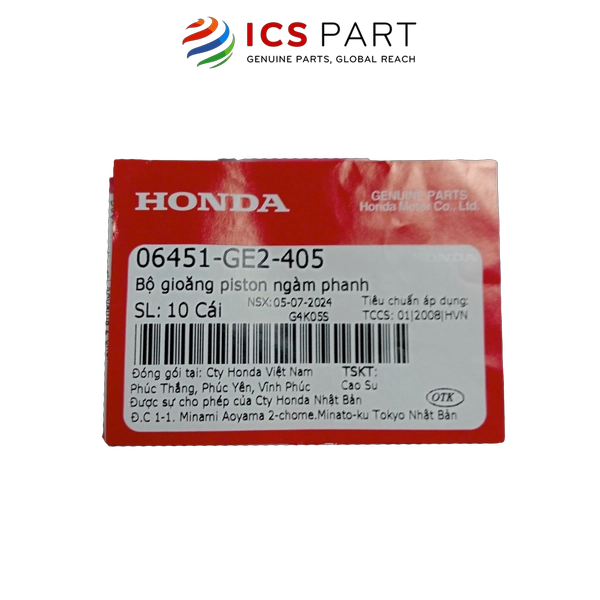 ICS PART
GENUINE PARTS, GLOBAL REACH
HONDA
GENUINE PARTS
Honda Motor Co., Ltd.
06451-GE2-405
Bộ gioăng piston ngàm phanh
SL: 10 Cái
NSX: 05-07-2024
G4K05S
Tiêu chuẩn áp dụng:
TCCS: 01|2008|HVN
Đóng gói tại: Cty Honda Việt Nam
TSKT:
Phúc Thắng, Phúc Yên, Vĩnh Phúc
Cao Su
Được sự cho phép của Cty Honda Nhật Bản
OTK
Đ.C 1-1. Minami Aoyama 2-chome.Minato-ku Tokyo Nhật Bản